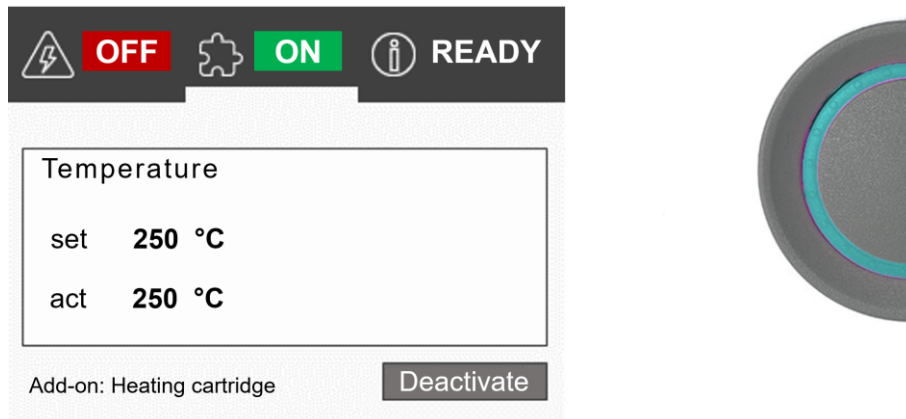 OFF ON READY
Temperature
set 250 °C
act 250 °C
Add-on: Heating cartridge Deactivate